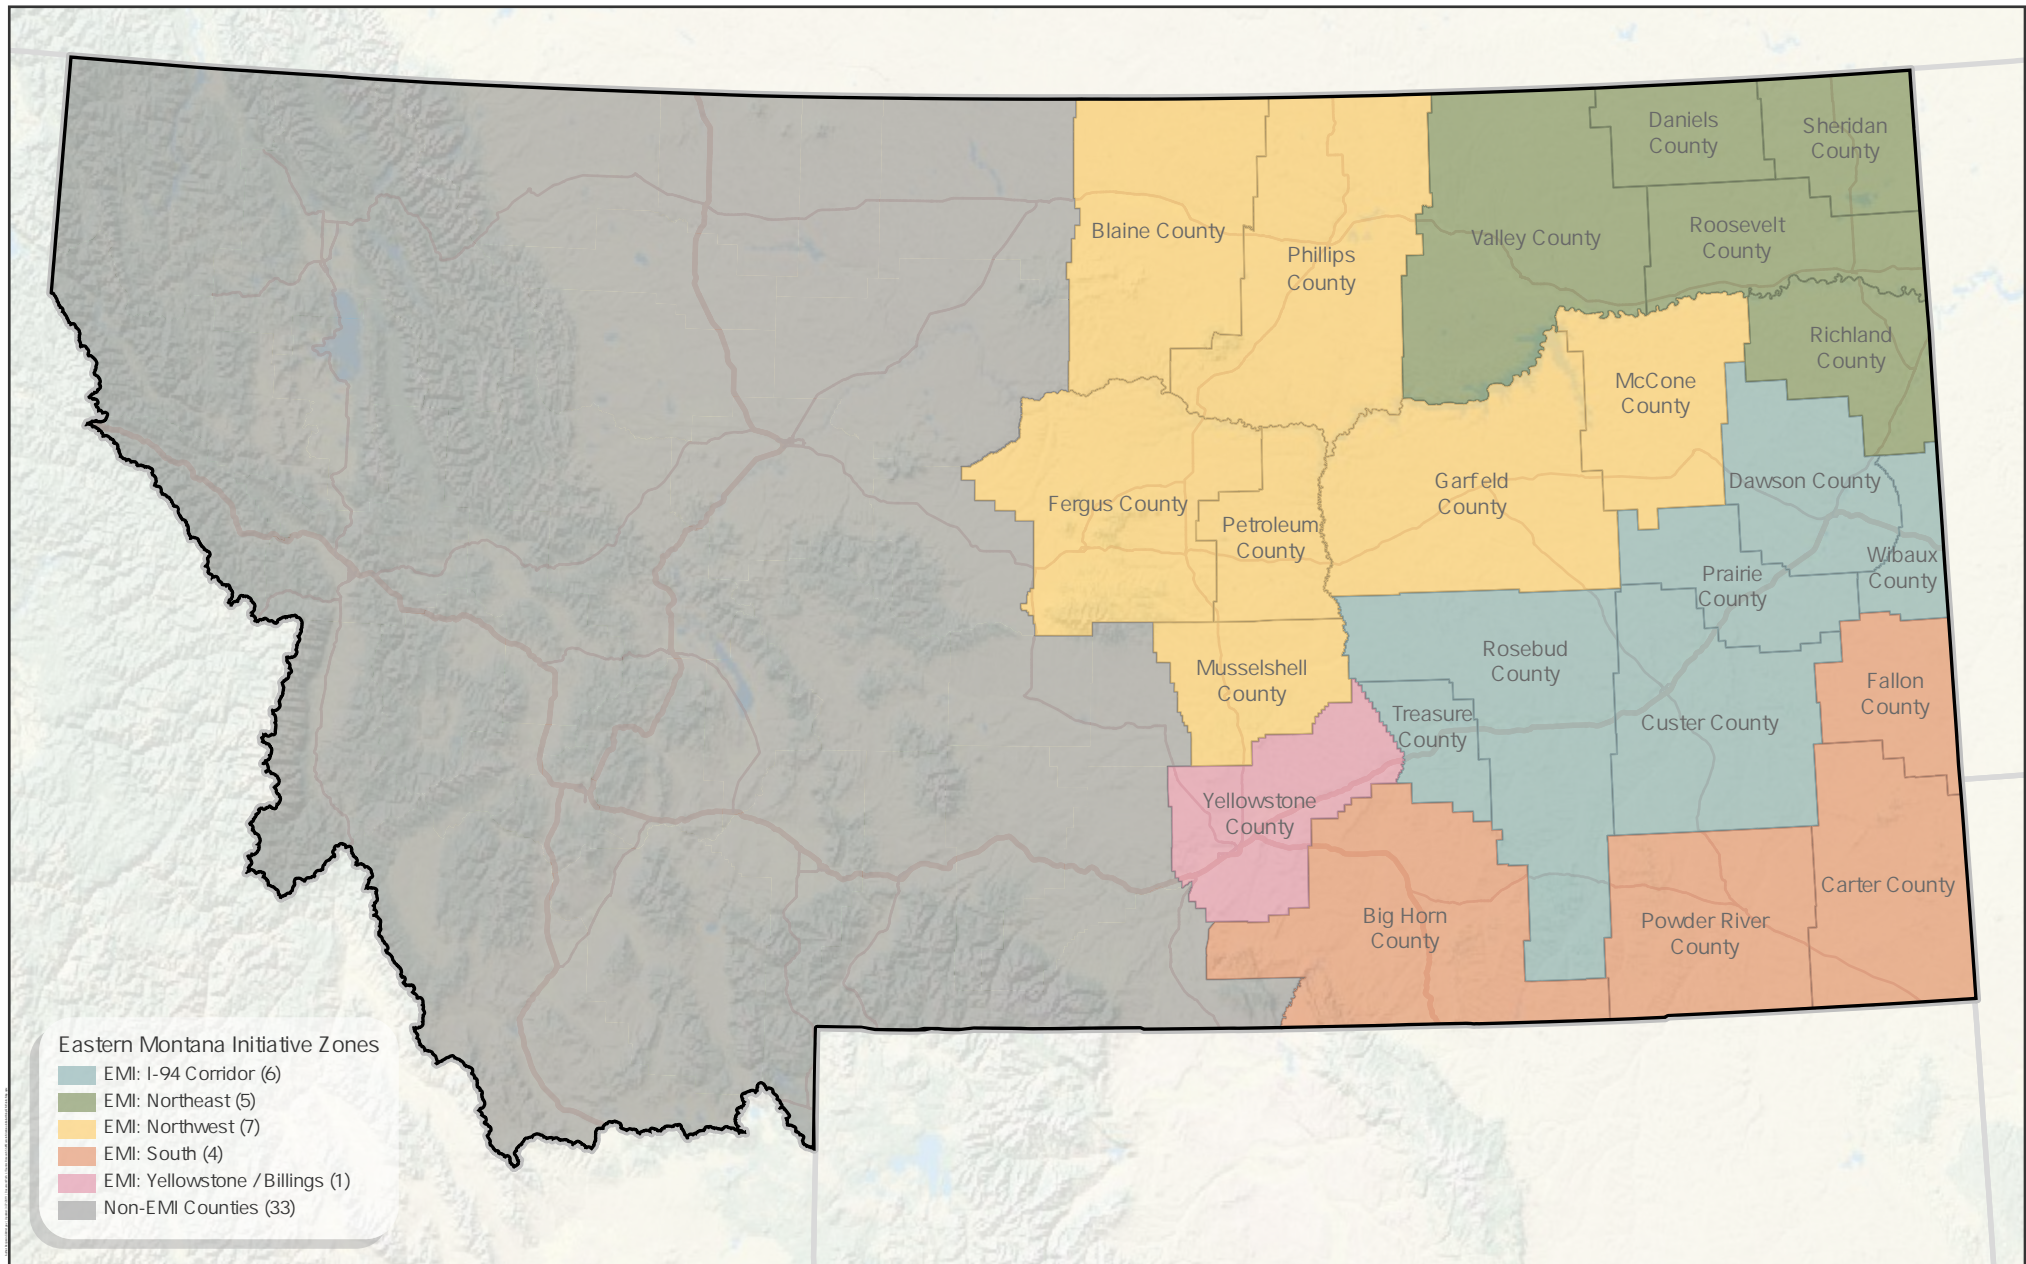 Daniels
County
Sheridan
County
Blaine County
Phillips
County
Valley County
Roosevelt
County
Richland
County
McCone
County
Fergus County
Petroleum
County
Garfeld
County
Dawson County
Wibaux
County
Prairie
County
Musselshell
County
Rosebud
County
Treasure
County
Custer County
Fallon
County
Yellowstone
County
Big Horn
County
Powder River
County
Carter County
Eastern Montana Initiative Zones
EMI: I-94 Corridor (6)
EMI: Northeast (5)
EMI: Northwest (7)
EMI: South (4)
EMI: Yellowstone / Billings (1)
Non-EMI Counties (33)